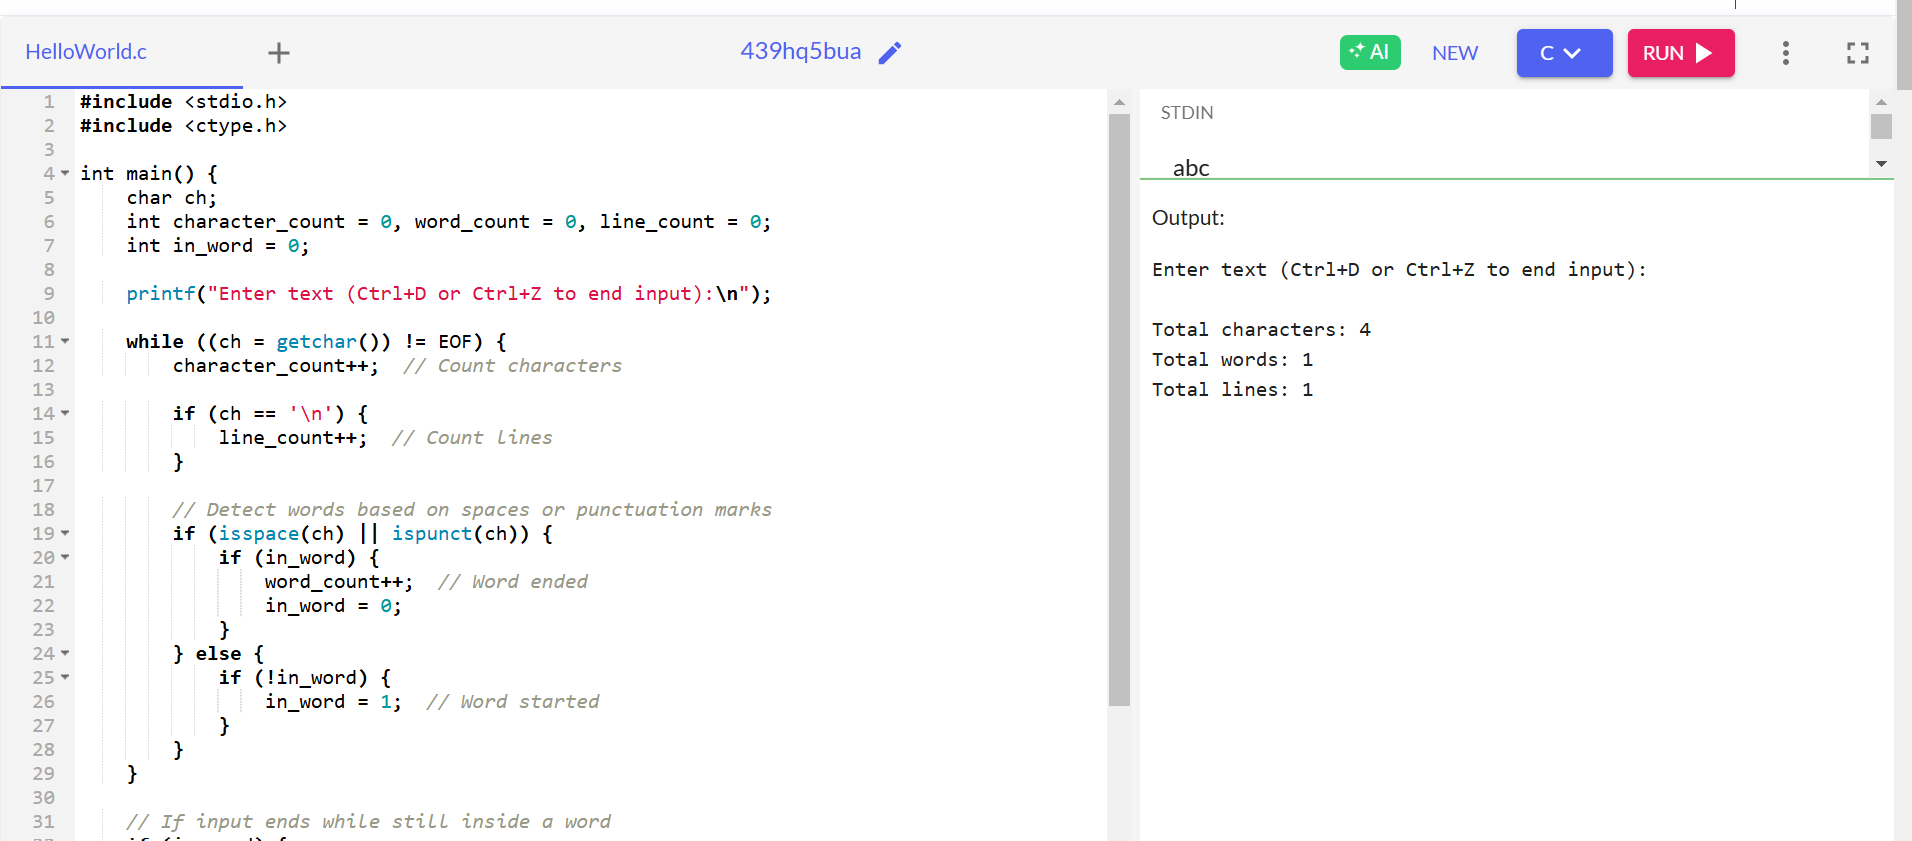 HelloWorld.c
439hq5bua
AI
NEW
C
RUN
1 #include <stdio.h>
2 #include <ctype.h>
3
4 int main() {
5     char ch;
6     int character_count = 0, word_count = 0, line_count = 0;
7     int in_word = 0;
8
9     printf("Enter text (Ctrl+D or Ctrl+Z to end input):\n");
10
11     while ((ch = getchar()) != EOF) {
12         character_count++;  // Count characters
13
14         if (ch == '\n') {
15             line_count++;  // Count lines
16         }
17
18         // Detect words based on spaces or punctuation marks
19         if (isspace(ch) || ispunct(ch)) {
20             if (in_word) {
21                 word_count++;  // Word ended
22                 in_word = 0;
23             }
24         } else {
25             if (!in_word) {
26                 in_word = 1;  // Word started
27             }
28         }
29     }
30
31     // If input ends while still inside a word
STDIN
abc
Output:
Enter text (Ctrl+D or Ctrl+Z to end input):
Total characters: 4
Total words: 1
Total lines: 1